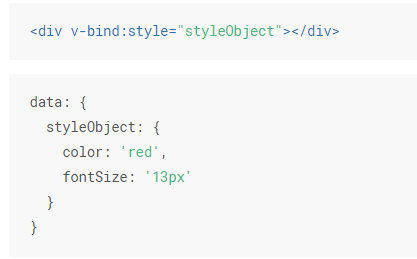 <div v-bind:style="styleObject"></div>
data: {
  styleObject: {
    color: 'red',
    fontSize: '13px'
  }
}